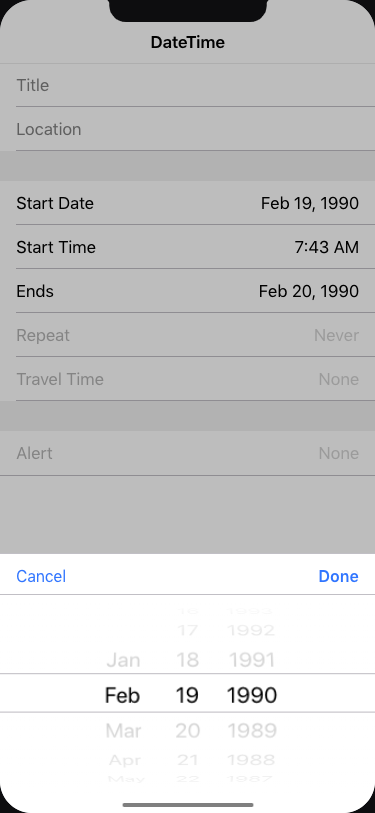 DateTime
Title
Location
Start Date Feb 19, 1990
Start Time 7:43 AM
Ends Feb 20, 1990
Repeat Never
Travel Time None
Alert None
Cancel Done
17 1992
Jan 18 1991
Feb 19 1990
Mar 20 1989
Apr 21 1988
May 22 1987